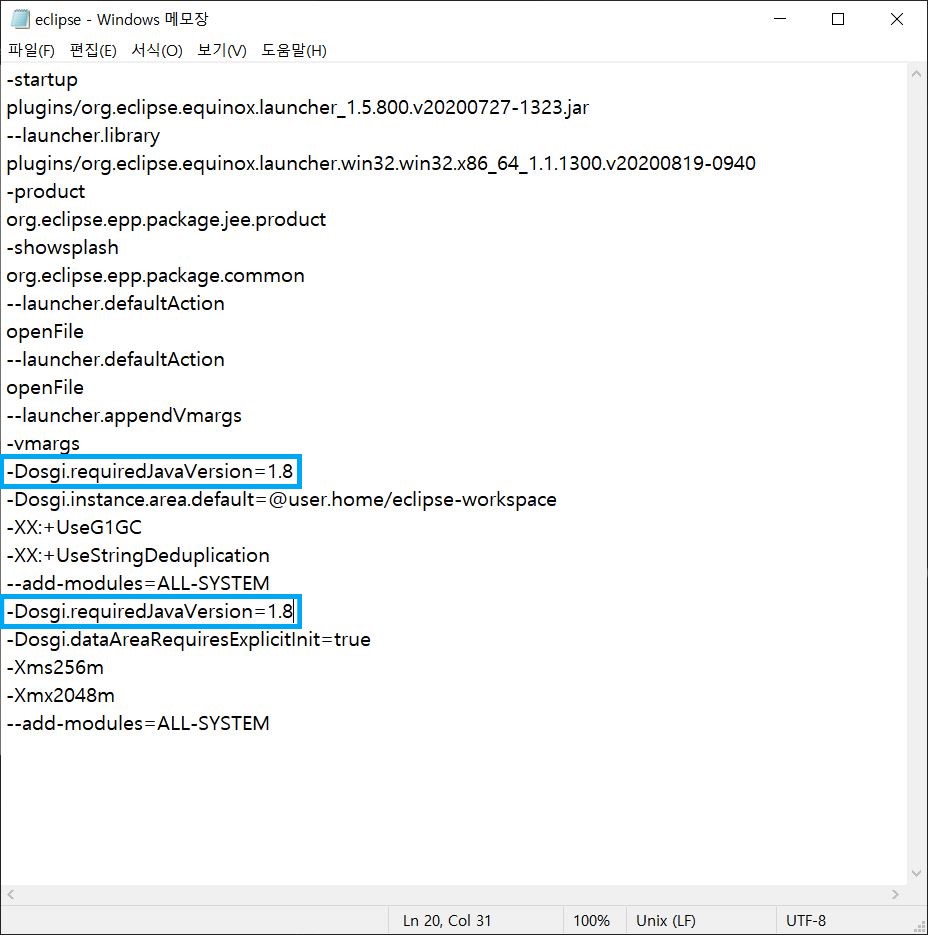 eclipse - Windows 메모장
파일(F) 편집(E) 서식(O) 보기(V) 도움말(H)
-startup
plugins/org.eclipse.equinox.launcher_1.5.800.v20200727-1323.jar
--launcher.library
plugins/org.eclipse.equinox.launcher.win32.win32.x86_64_1.1.1300.v20200819-0940
-product
org.eclipse.epp.package.jee.product
-showsplash
org.eclipse.epp.package.common
--launcher.defaultAction
openFile
--launcher.defaultAction
openFile
--launcher.appendVmargs
-vmargs
-Dosgi.requiredJavaVersion=1.8
-Dosgi.instance.area.default=@user.home/eclipse-workspace
-XX:+UseG1GC
-XX:+UseStringDeduplication
--add-modules=ALL-SYSTEM
-Dosgi.requiredJavaVersion=1.8
-Dosgi.dataAreaRequiresExplicitInit=true
-Xms256m
-Xmx2048m
--add-modules=ALL-SYSTEM
Ln 20, Col 31 100% Unix (LF) UTF-8